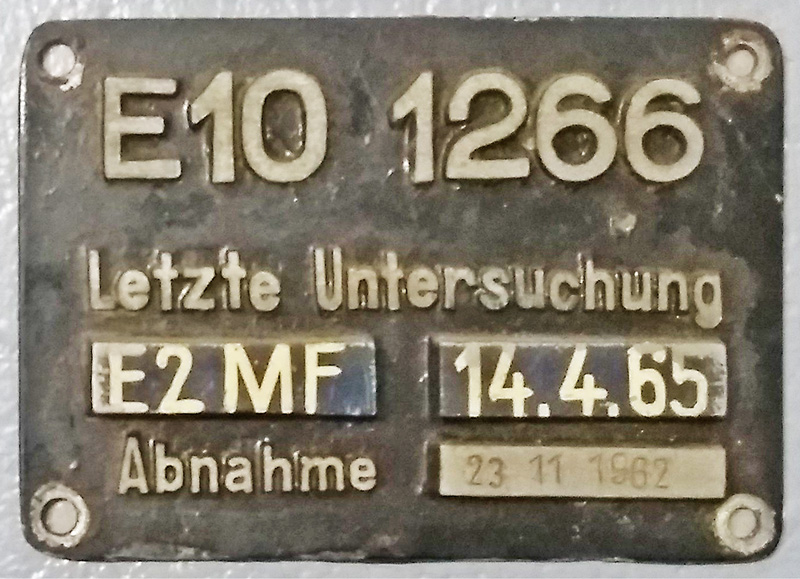 E10 1266
Letzte Untersuchung
E2 MF 14.4.65
Abnahme 23 11 1962